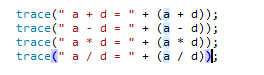 trace(" a + d = " + (a + d));
trace(" a - d = " + (a - d));
trace(" a * d = " + (a * d));
trace(" a / d = " + (a / d));